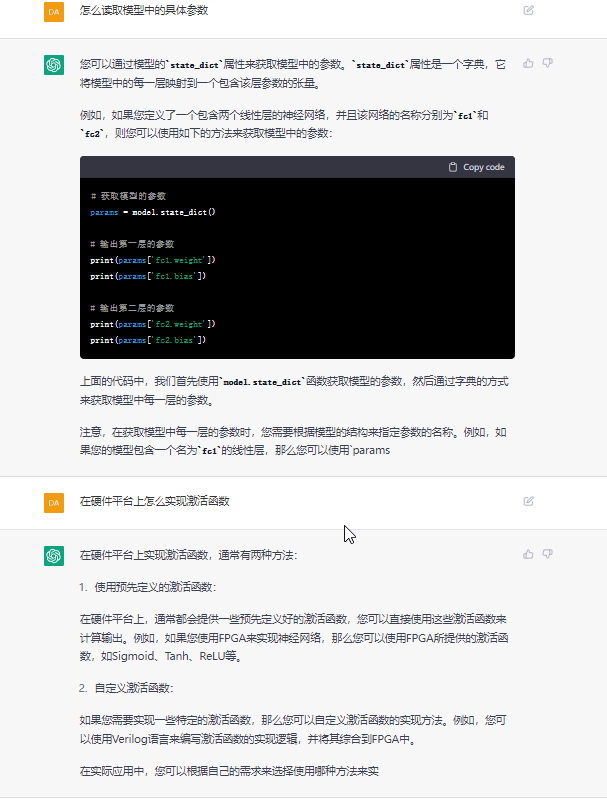 DA 怎么读取模型中的具体参数
您可以通过模型的`state_dict`属性来获取模型中的参数。`state_dict`属性是一个字典，它
将模型中的每一层映射到一个包含该层参数的张量。
例如，如果您定义了一个包含两个线性层的神经网络，并且该网络的名称分别为`fc1`和
`fc2`，则您可以使用如下的方法来获取模型中的参数：
Copy code
# 获取模型的参数
params = model.state_dict()
# 输出第一层的参数
print(params['fc1.weight'])
print(params['fc1.bias'])
# 输出第二层的参数
print(params['fc2.weight'])
print(params['fc2.bias'])
上面的代码中，我们首先使用`model.state_dict`函数获取模型的参数，然后通过字典的方式
来获取模型中每一层的参数。
注意，在获取模型中每一层的参数时，您需要根据模型的结构来指定参数的名称。例如，如
果您的模型包含一个名为`fc1`的线性层，那么您可以使用`params
DA 在硬件平台上怎么实现激活函数
在硬件平台上实现激活函数，通常有两种方法：
1. 使用预先定义的激活函数：
在硬件平台上，通常都会提供一些预先定义好的激活函数，您可以直接使用这些激活函数来
计算输出。例如，如果您使用FPGA来实现神经网络，那么您可以使用FPGA所提供的激活函
数，如Sigmoid、Tanh、ReLU等。
2. 自定义激活函数：
如果您需要实现一些特定的激活函数，那么您可以自定义激活函数的实现方法。例如，您可
以使用Verilog语言来编写激活函数的实现逻辑，并将其综合到FPGA中。
在实际应用中，您可以根据自己的需求来选择使用哪种方法来实